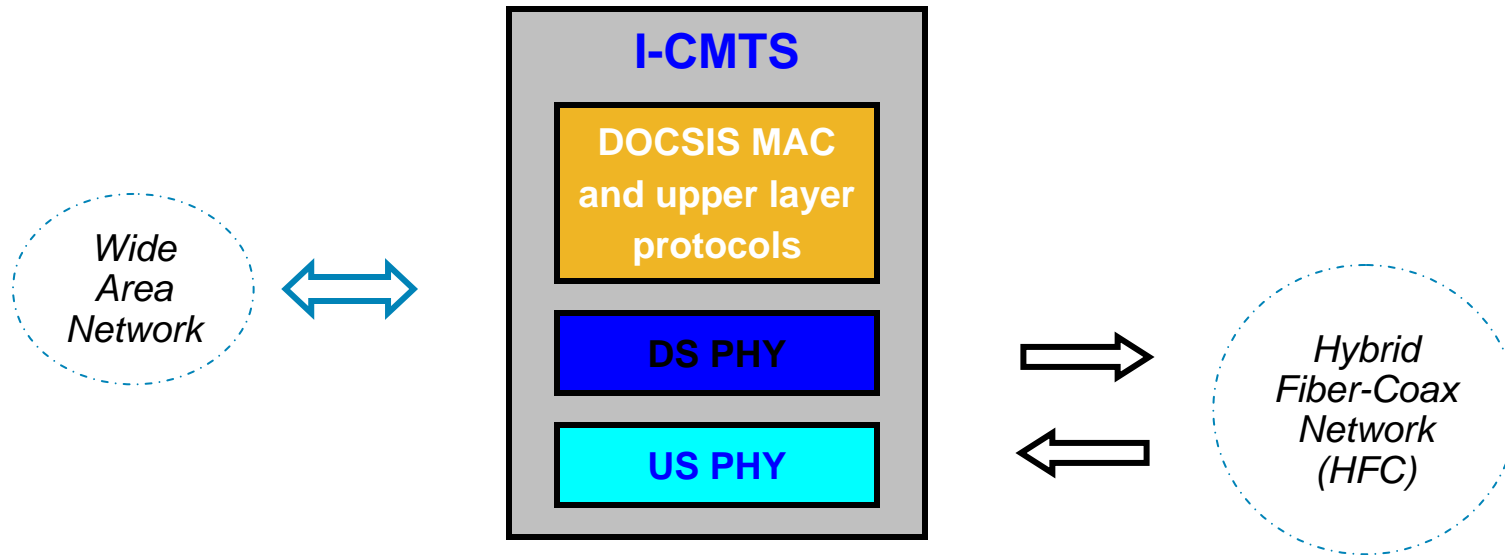 I-CMTS
DOCSIS MAC
and upper layer
protocols
Wide
Area
Network
DS PHY
US PHY
Hybrid
Fiber-Coax
Network
(HFC)